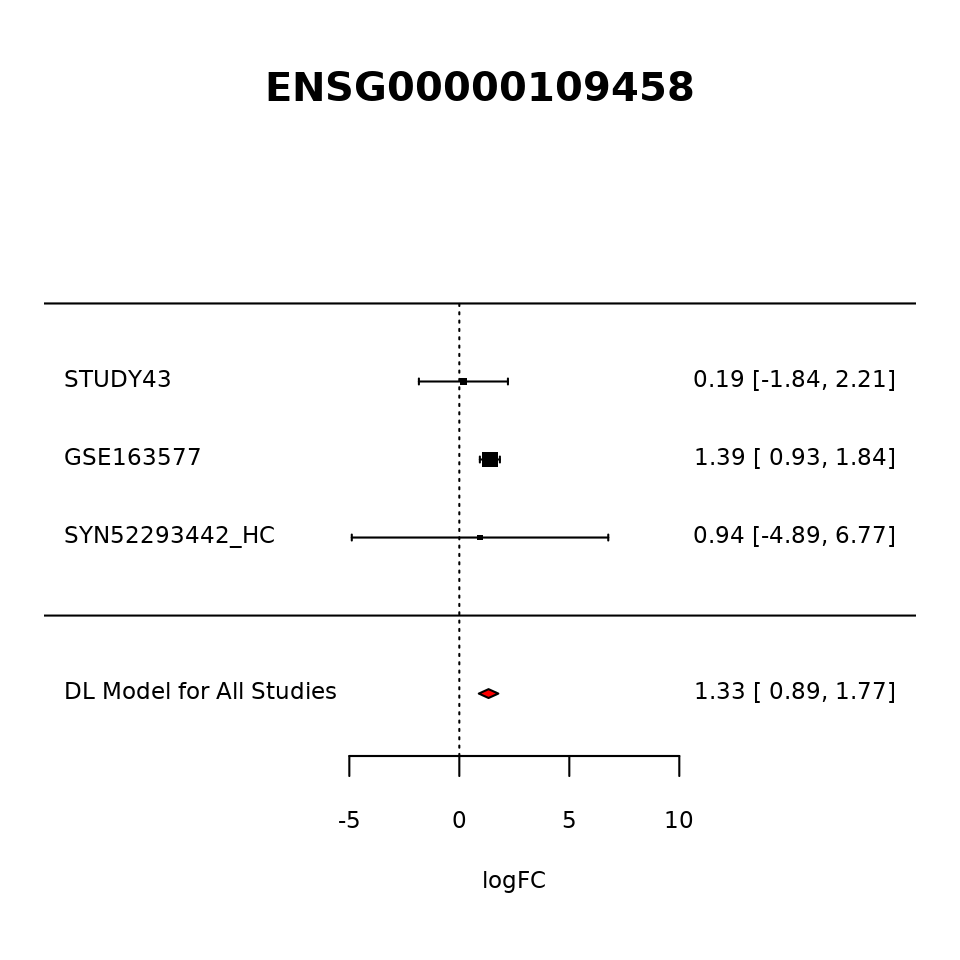 ENSG00000109458
STUDY43 0.19 [-1.84, 2.21]
GSE163577 1.39 [ 0.93, 1.84]
SYN52293442_HC 0.94 [-4.89, 6.77]
DL Model for All Studies 1.33 [ 0.89, 1.77]
-5 0 5 10
logFC